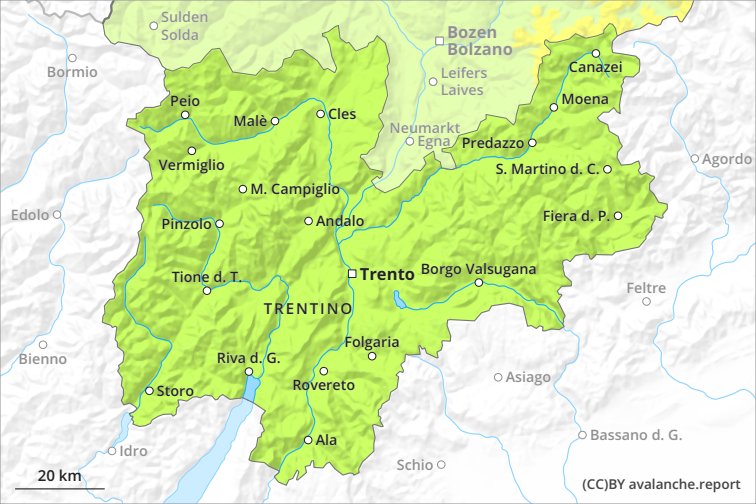 Sulden
Solda
Bozen
Bolzano
Bormio
Canazei
Leifers
Laives
Peio
Moena
Malè
Cles
Neumarkt
Egna
Predazzo
Vermiglio
Agordo
S. Martino d. C.
M. Campiglio
Edolo
Pinzolo
Andalo
Fiera d. P.
Trento
Borgo Valsugana
Tione d. T.
Feltre
TRENTINO
Folgaria
Bienno
Riva d. G.
Rovereto
Asiago
Storo
Ala
Bassano d. G.
Idro
Schio
20 km
(CC)BY avalanche.report